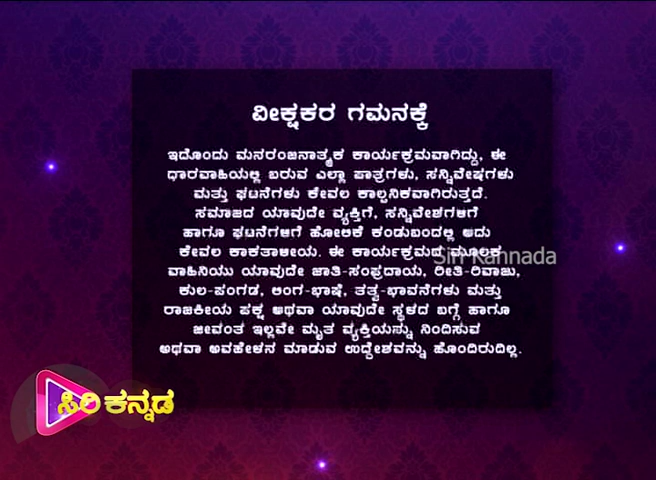 ವೀಕ್ಷಕರ ಗಮನಕ್ಕೆ
ಇದೊಂದು ಮನರಂಜನಾತ್ಮಕ ಕಾರ್ಯಕ್ರಮವಾಗಿದ್ದು, ಈ
ಧಾರವಾಹಿಯಲ್ಲಿ ಬರುವ ಎಲ್ಲಾ ಪಾತ್ರಗಳು, ಸನ್ನಿವೇಷಗಳು
ಮತ್ತು ಘಟನೆಗಳು ಕೇವಲ ಕಾಲ್ಪನಿಕವಾಗಿರುತ್ತದೆ.
ಸಮಾಜದ ಯಾವುದೇ ವ್ಯಕ್ತಿಗೆ, ಸನ್ನಿವೇಶಗಳಿಗೆ
ಹಾಗೂ ಘಟನೆಗಳಿಗೆ ಹೋಲಿಕೆ ಕಂಡುಬಂದಲ್ಲಿ ಅದು
ಕೇವಲ ಕಾಕತಾಳೀಯ. ಈ ಕಾರ್ಯಕ್ರಮದ ಮೂಲಕ
Siri Kannada
ವಾಹಿನಿಯು ಯಾವುದೇ ಜಾತಿ-ಸಂಪ್ರದಾಯ, ರೀತಿ-ರಿವಾಜು,
ಕುಲ-ಪಂಗಡ, ಲಿಂಗ-ಭಾಷೆ, ತತ್ವ-ಭಾವನೆಗಳು ಮತ್ತು
ರಾಜಕೀಯ ಪಕ್ಷ ಅಥವಾ ಯಾವುದೇ ಸ್ಥಳದ ಬಗ್ಗೆ ಹಾಗೂ
ಜೀವಂತ ಇಲ್ಲವೇ ಮೃತ ವ್ಯಕ್ತಿಯನ್ನು ನಿಂದಿಸುವ
ಅಥವಾ ಅವಹೇಳನ ಮಾಡುವ ಉದ್ದೇಶವನ್ನು ಹೊಂದಿರುದಿಲ್ಲ.
ಸಿರಿ ಕನ್ನಡ